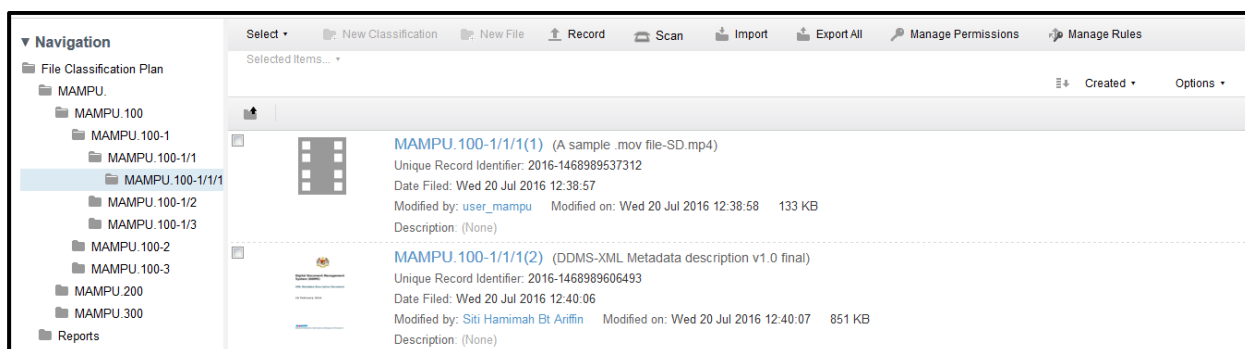 Navigation
File Classification Plan
MAMPU.
MAMPU.100
MAMPU.100-1
MAMPU.100-1/1
MAMPU.100-1/1/1
MAMPU.100-1/2
MAMPU.100-1/3
MAMPU.100-2
MAMPU.100-3
MAMPU.200
MAMPU.300
Reports
Select New Classification New File Record Scan Import Export All Manage Permissions Manage Rules
Selected Items...
Created Options
MAMPU.100-1/1/1(1) (A sample .mov file-SD.mp4)
Unique Record Identifier: 2016-1468989537312
Date Filed: Wed 20 Jul 2016 12:38:57
Modified by: user_mampu Modified on: Wed 20 Jul 2016 12:38:58 133 KB
Description: (None)
MAMPU.100-1/1/1(2) (DDMS-XML Metadata description v1.0 final)
Unique Record Identifier: 2016-1468989606493
Date Filed: Wed 20 Jul 2016 12:40:06
Modified by: Siti Hamimah Bt Ariffin Modified on: Wed 20 Jul 2016 12:40:07 851 KB
Description: (None)
Digital Document Management
System (DDMS)